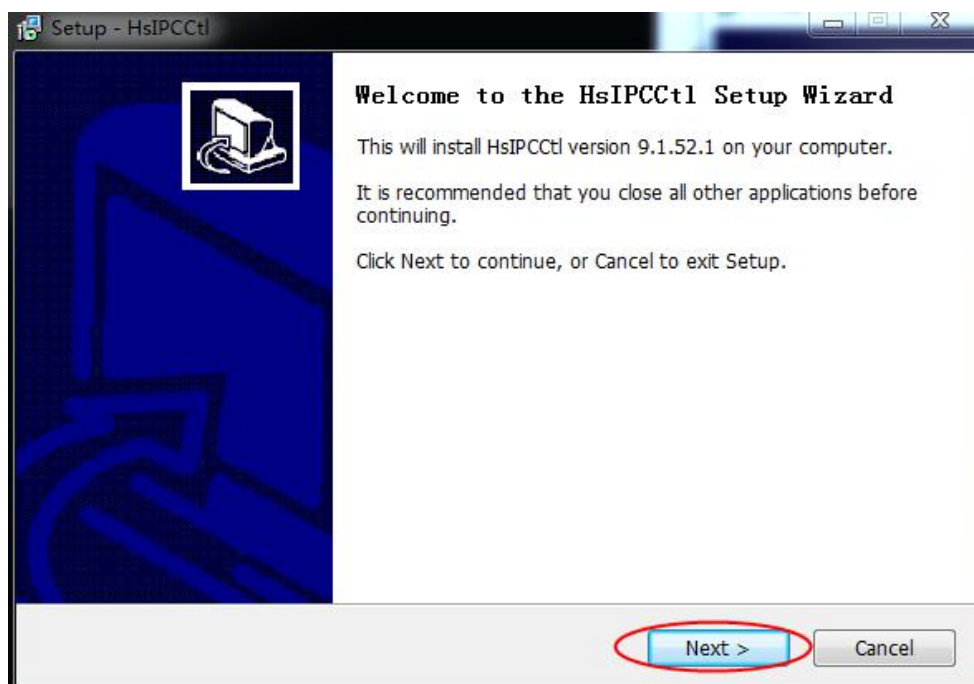 Setup - HsIPCCtl
Welcome to the HsIPCCtl Setup Wizard
This will install HsIPCCtl version 9.1.52.1 on your computer.
It is recommended that you close all other applications before
continuing.
Click Next to continue, or Cancel to exit Setup.
Next >
Cancel